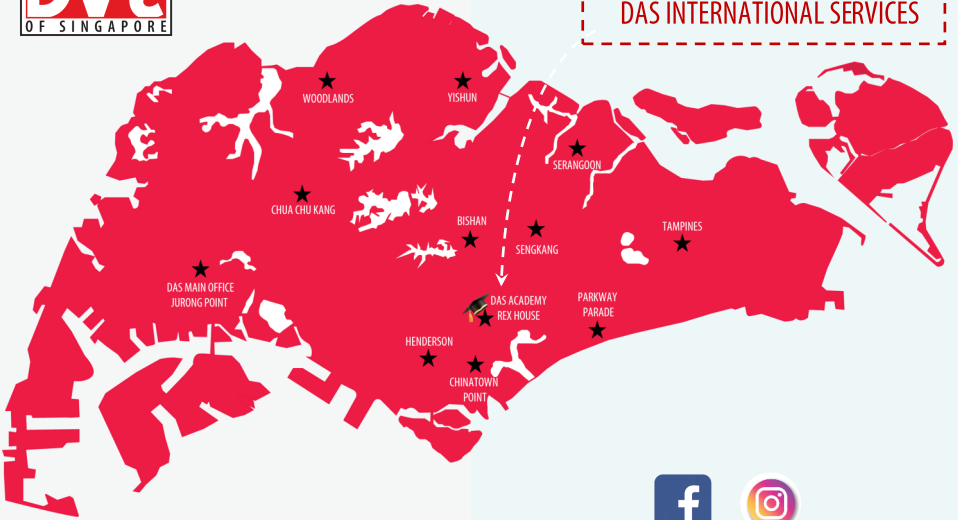 OF SINGAPORE
DAS INTERNATIONAL SERVICES
WOODLANDS
YISHUN
SERANGOON
CHUA CHU KANG
BISHAN
SENGKANG
TAMPINES
DAS MAIN OFFICE
JURONG POINT
DAS ACADEMY
REX HOUSE
PARKWAY
PARADE
HENDERSON
CHINATOWN
POINT